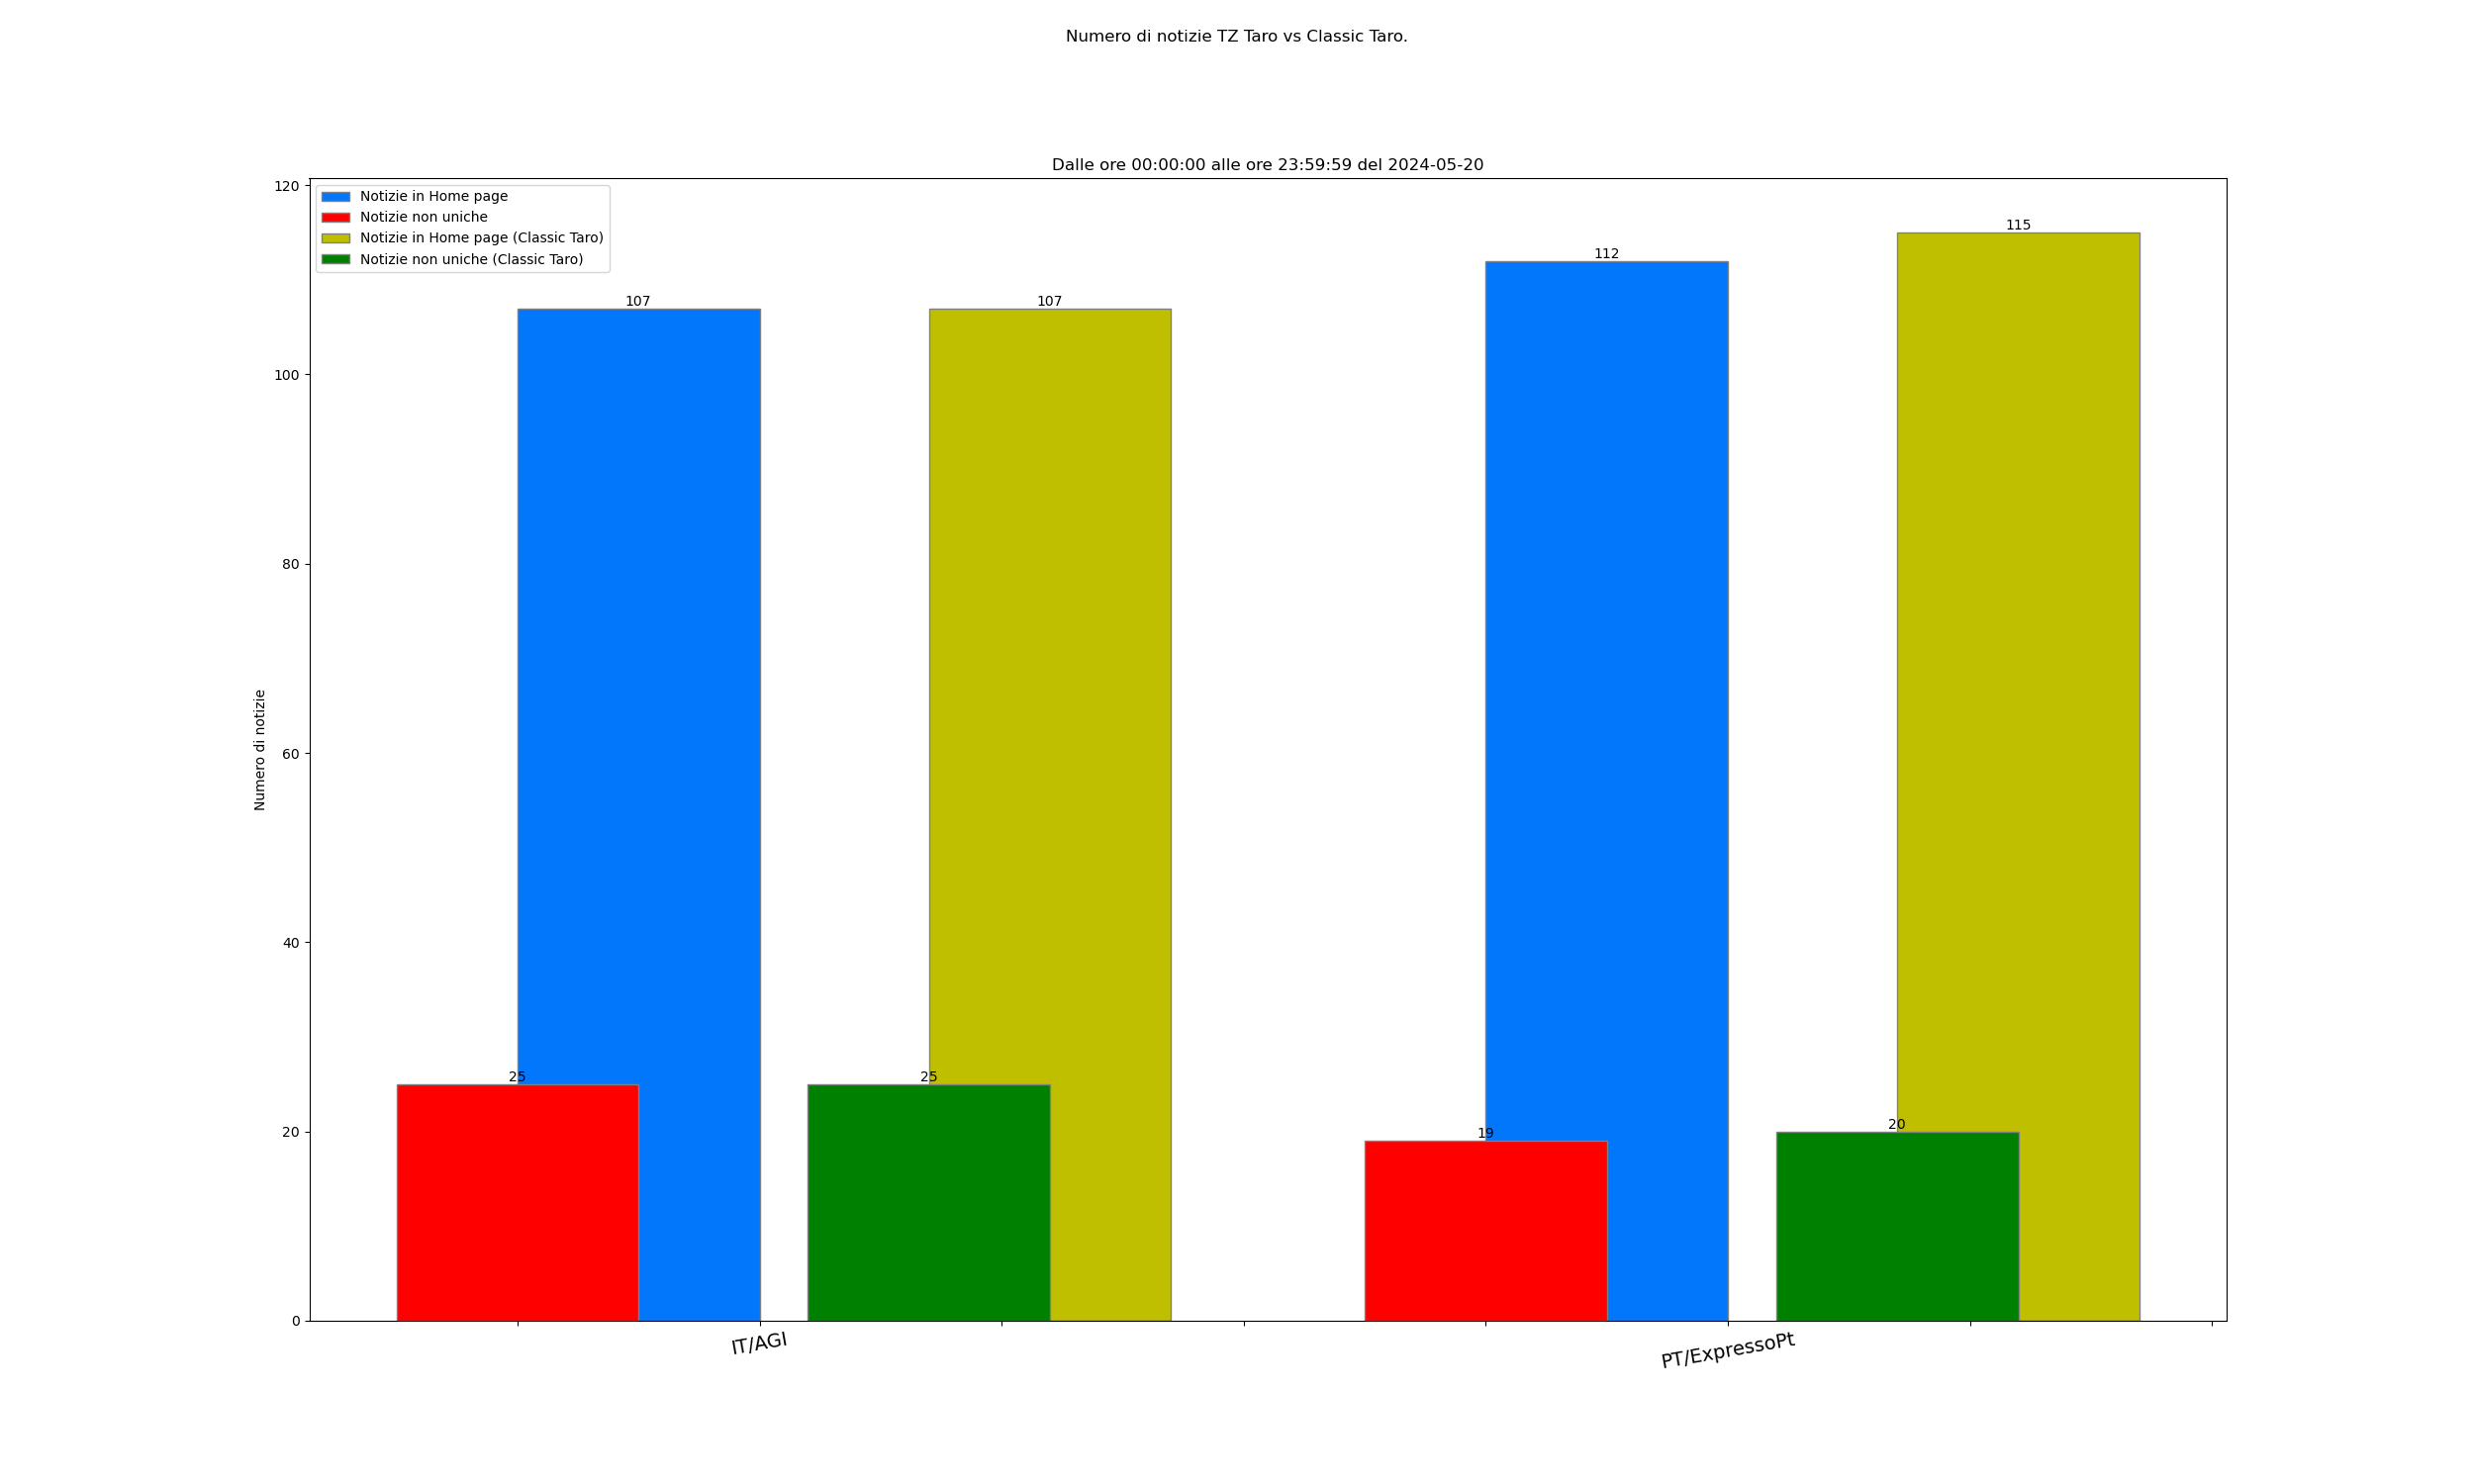 Numero di notizie TZ Taro vs Classic Taro.
Dalle ore 00:00:00 alle ore 23:59:59 del 2024-05-20
Notizie in Home page
Notizie non uniche
Notizie in Home page (Classic Taro)
Notizie non uniche (Classic Taro)
Numero di notizie
120
100
80
60
40
20
0
107
107
112
115
25
25
19
20
IT/AGI
PT/ExpressoPt